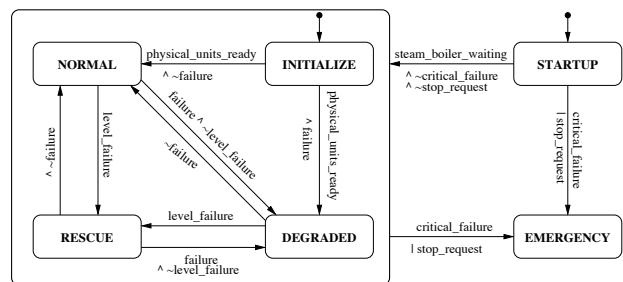 physical_units_ready
^ ~failure
steam_boiler_waiting
^ ~critical_failure
^ ~stop_request
NORMAL
INITIALIZE
STARTUP
^ ~failure
level_failure
failure ^ ~level_failure
~failure
physical_units_ready
^ failure
critical_failure
| stop_request
level_failure
RESCUE
DEGRADED
EMERGENCY
failure
^ ~level_failure
critical_failure
| stop_request